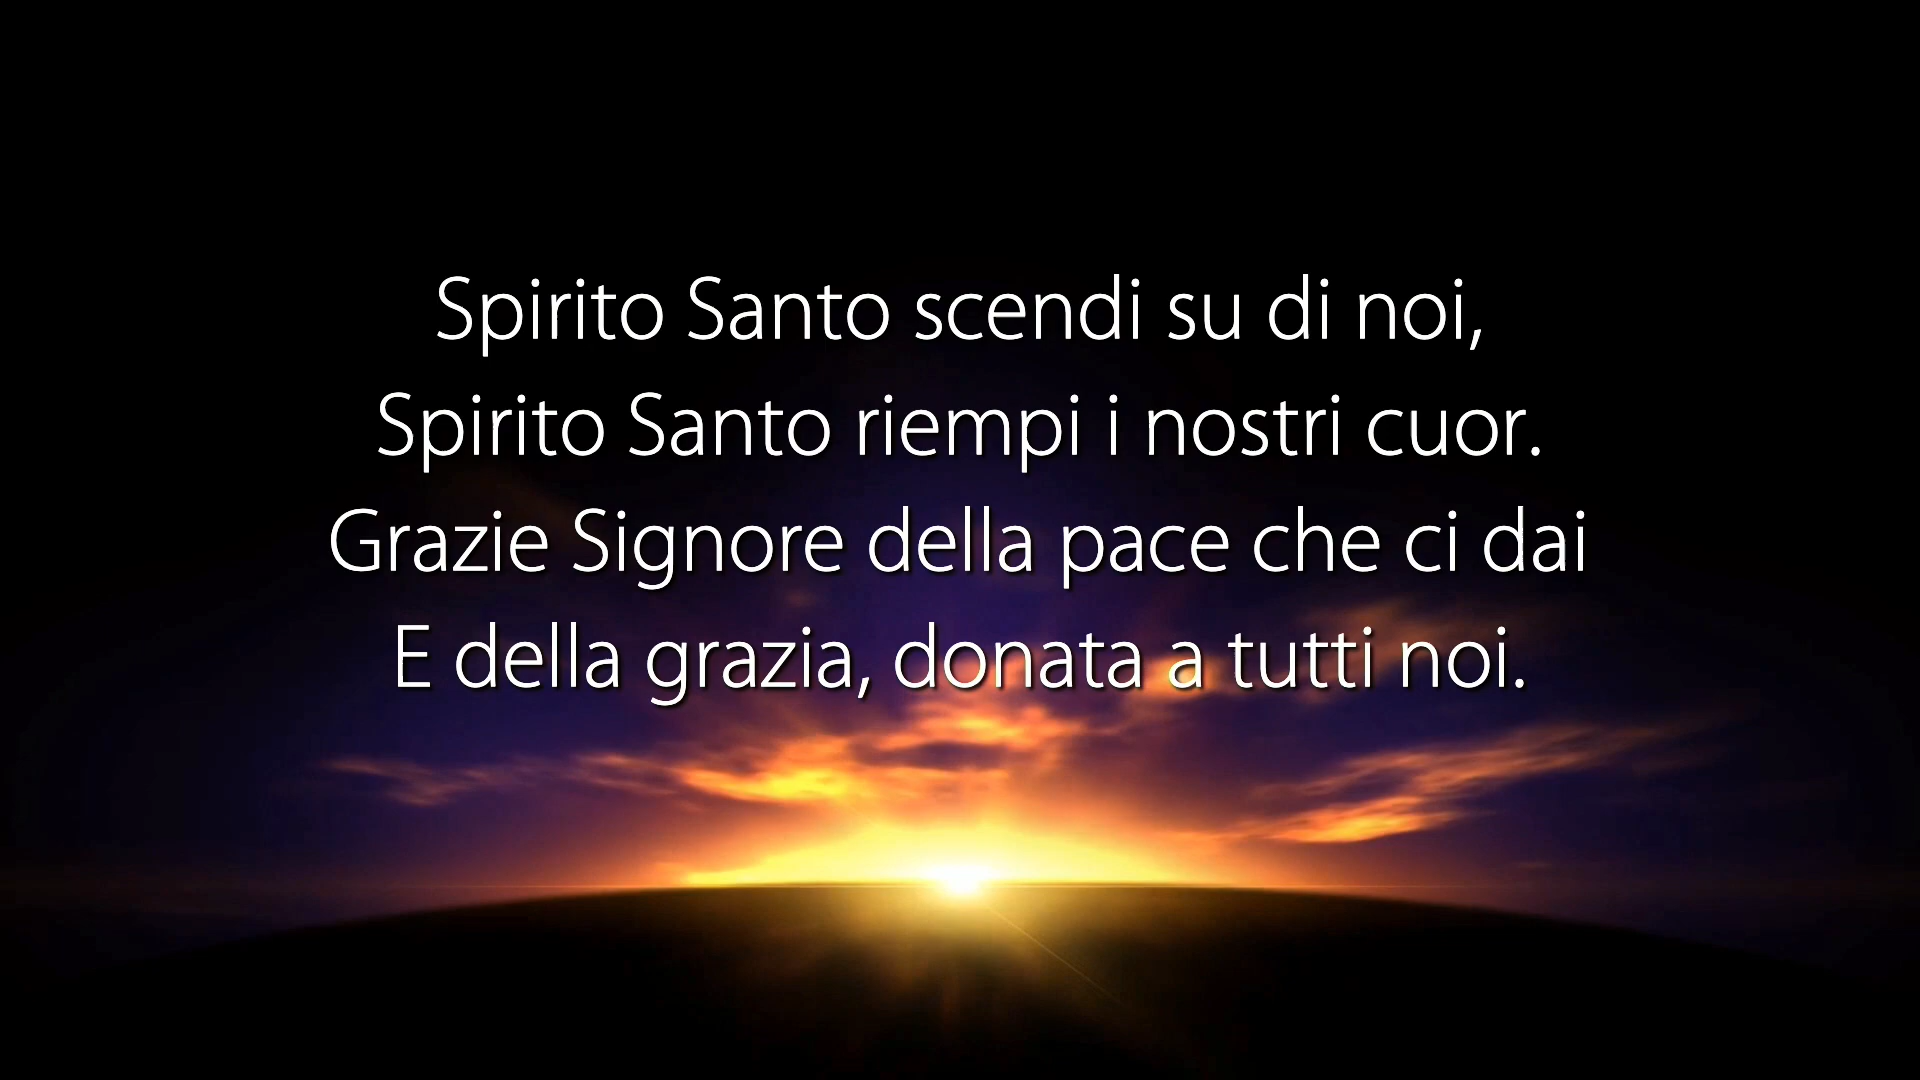 Spirito Santo scendi su di noi,
Spirito Santo riempi i nostri cuor.
Grazie Signore della pace che ci dai
E della grazia, donata a tutti noi.